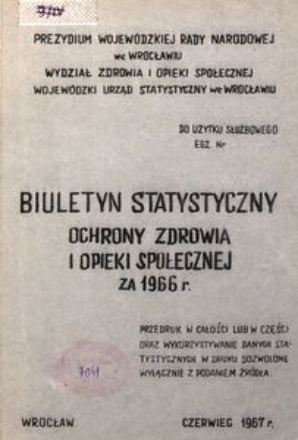 PREZYDIUM WOJEWÓDZKIEJ RADY NARODOWEJ
we WROCŁAWIU
WYDZIAŁ ZDROWIA I OPIEKI SPOŁECZNEJ
WOJEWÓDZKI URZĄD STATYSTYCZNY we WROCŁAWIU
DO UŻYTKU SŁUŻBOWEGO
EGZ. Nr
BIULETYN STATYSTYCZNY
OCHRONY ZDROWIA
I OPIEKI SPOŁECZNEJ
ZA 1966 r.
PRZEDRUK W CAŁOŚCI LUB W CZĘŚCI
ORAZ WYKORZYSTYWANIE DANYCH STA-
TYSTYCZNYCH W DRUKU DOZWOLONE
WYŁĄCZNIE Z PODANIEM ŹRÓDŁA.
WROCŁAW
CZERWIEC 1967 r.